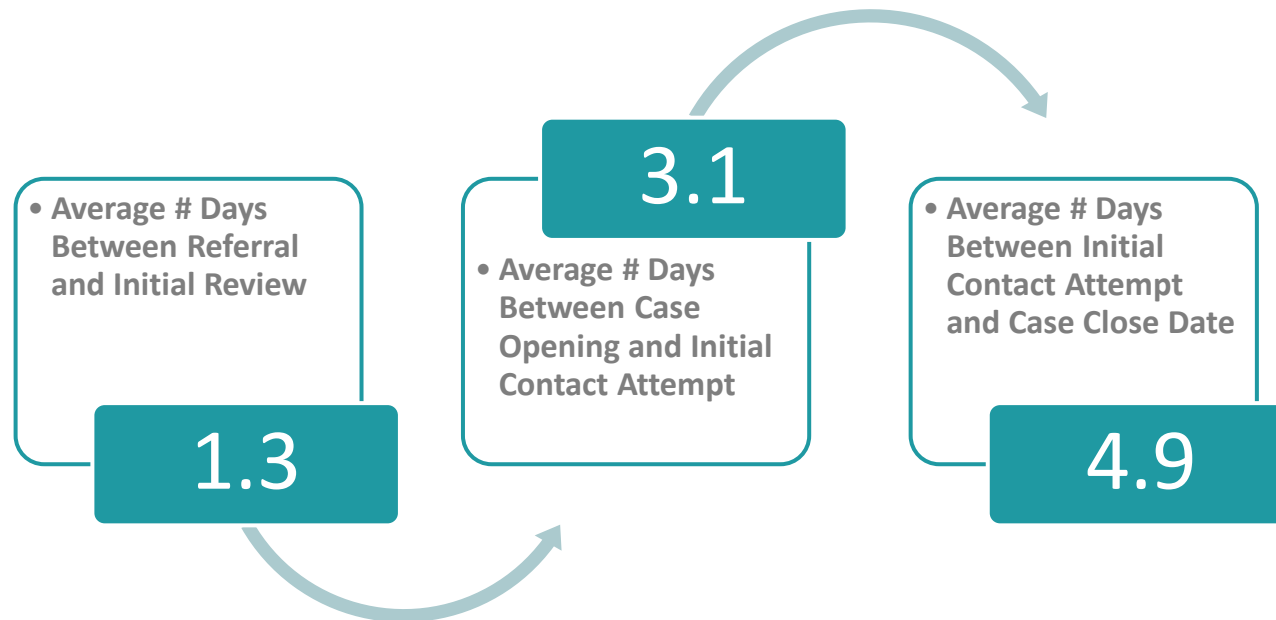 • Average # Days
Between Referral
and Initial Review
1.3
3.1
• Average # Days
Between Case
Opening and Initial
Contact Attempt
• Average # Days
Between Initial
Contact Attempt
and Case Close Date
4.9